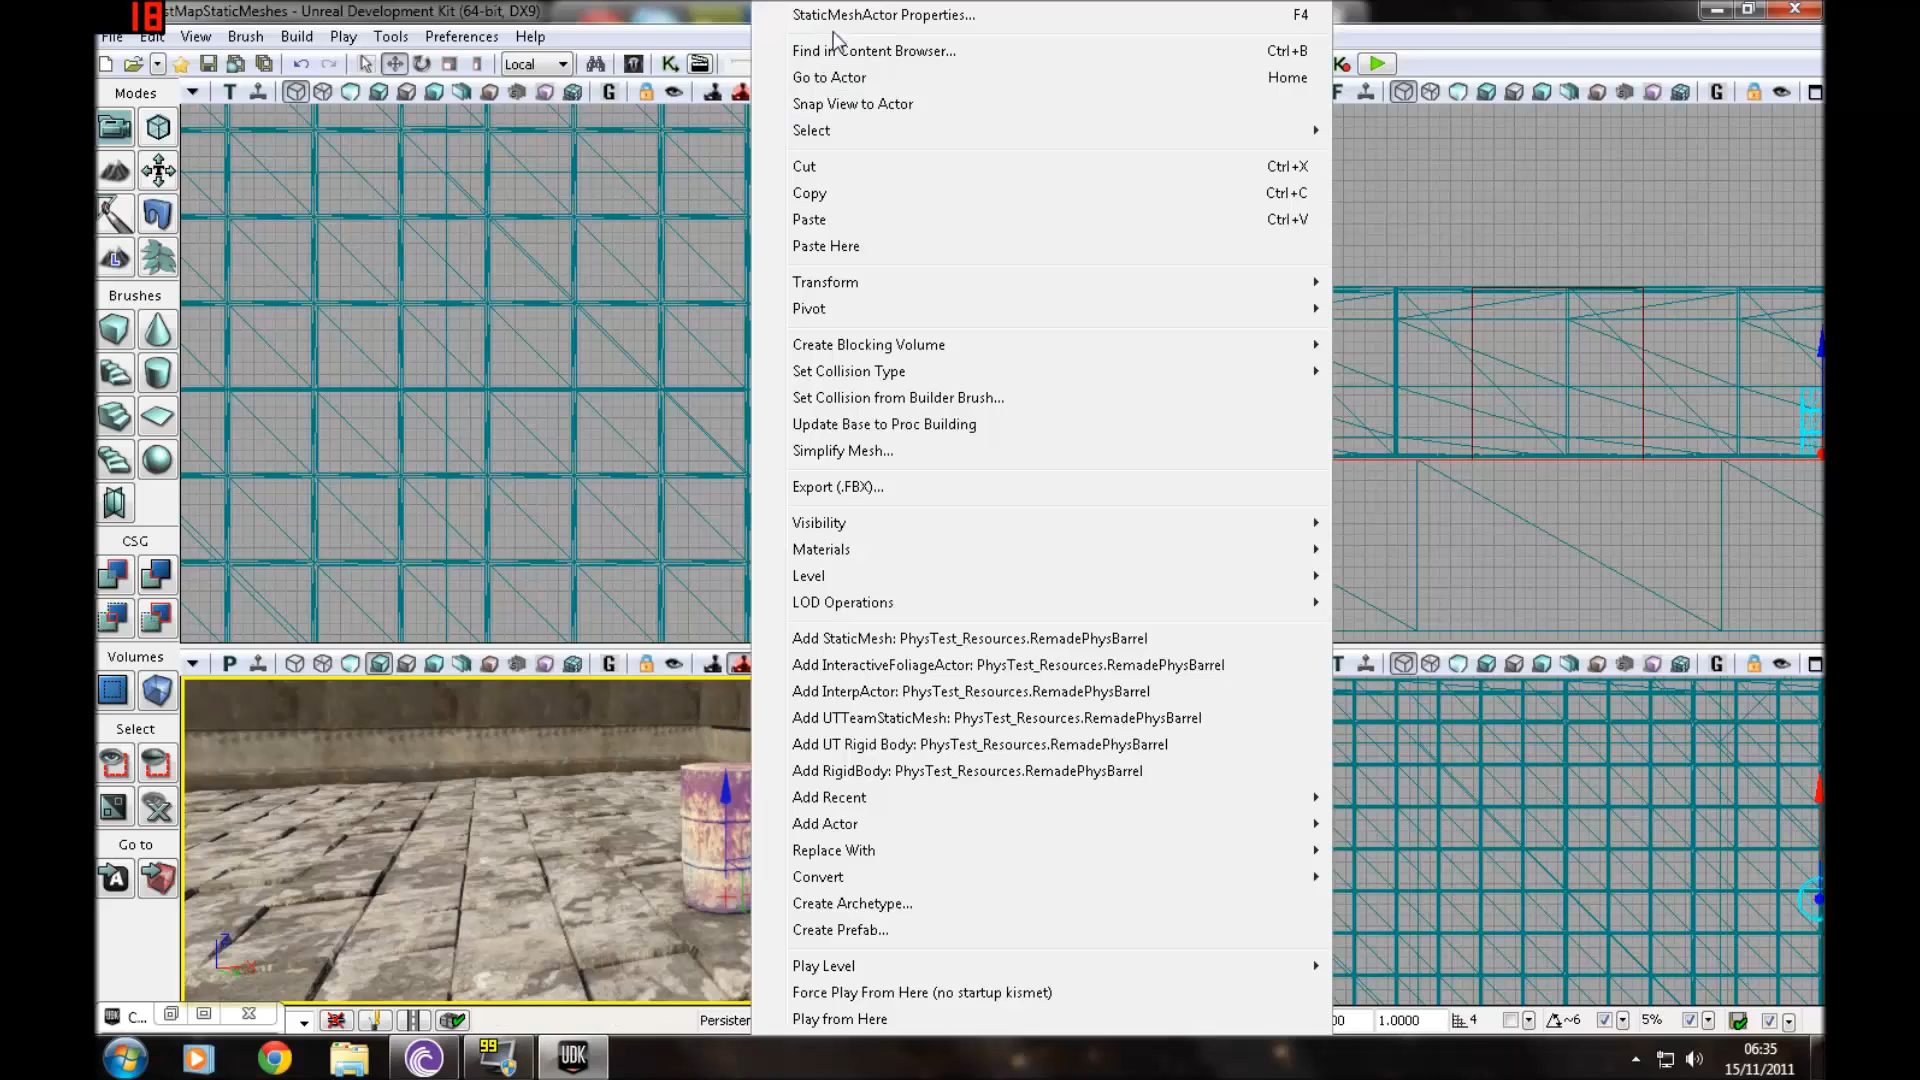 18
stMapStaticMeshes - Unreal Development Kit (64-bit, DX9)
File Edit View Brush Build Play Tools Preferences Help
Local
Modes
Brushes
CSG
Volumes
Select
Go to
T
G
P
G
StaticMeshActor Properties... F4
Find in Content Browser... Ctrl+B
Go to Actor Home
Snap View to Actor
Select
Cut Ctrl+X
Copy Ctrl+C
Paste Ctrl+V
Paste Here
Transform
Pivot
Create Blocking Volume
Set Collision Type
Set Collision from Builder Brush...
Update Base to Proc Building
Simplify Mesh...
Export (.FBX)...
Visibility
Materials
Level
LOD Operations
Add StaticMesh: PhysTest_Resources.RemadePhysBarrel
Add InteractiveFoliageActor: PhysTest_Resources.RemadePhysBarrel
Add InterpActor: PhysTest_Resources.RemadePhysBarrel
Add UTTeamStaticMesh: PhysTest_Resources.RemadePhysBarrel
Add UT Rigid Body: PhysTest_Resources.RemadePhysBarrel
Add RigidBody: PhysTest_Resources.RemadePhysBarrel
Add Recent
Add Actor
Replace With
Convert
Create Archetype...
Create Prefab...
Play Level
Force Play From Here (no startup kismet)
Play from Here
F
G
T
G
C...
Persister
00 1.0000 4 ~6 5%
99
UDK
06:35
15/11/2011